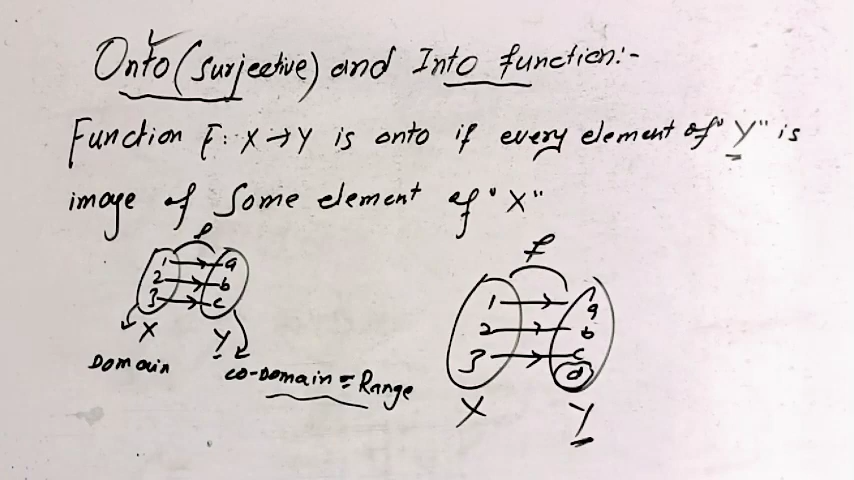 Onto (surjective) and Into function:-
Function F: X → Y is onto if every element of "Y" is
image of Some element of "X"
f
1 a
2 b
3 c
X Y
Domain
co-Domain = Range
f
1 a
2 b
3 c
d
X Y